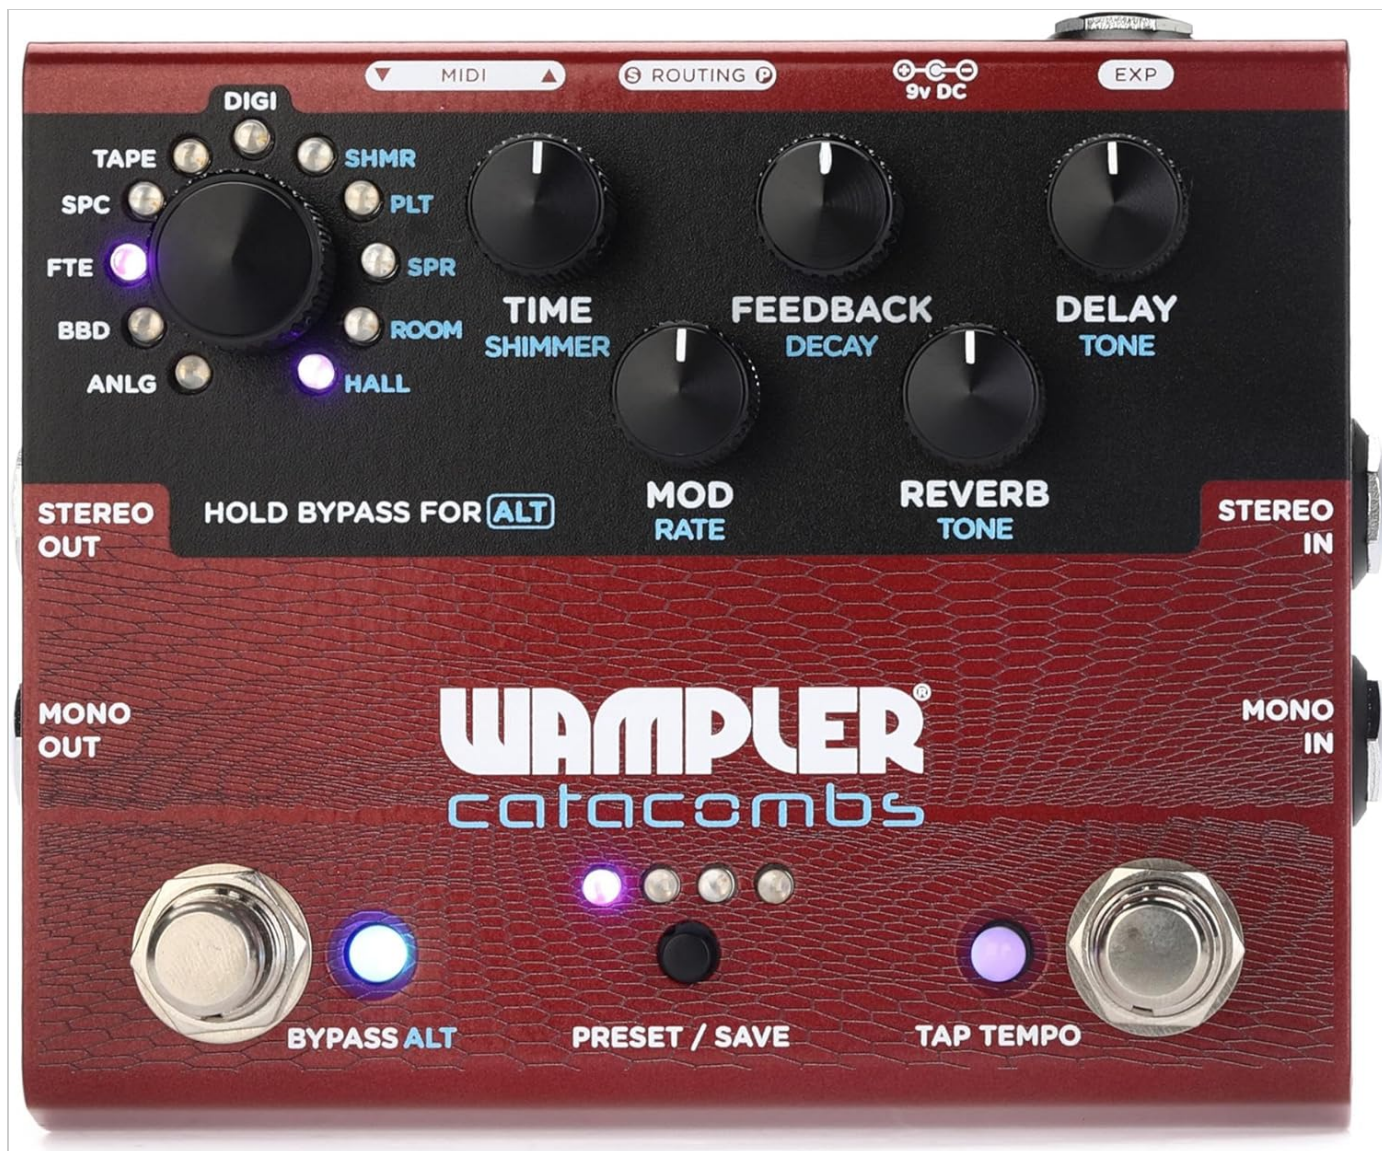 MIDI
S ROUTING P
9v DC
EXP
DIGI
TAPE
SHMR
SPC
PLT
FTE
SPR
BBD
ROOM
ANLG
HALL
TIME
SHIMMER
FEEDBACK
DECAY
DELAY
TONE
MOD
RATE
REVERB
TONE
HOLD BYPASS FOR ALT
STEREO
OUT
STEREO
IN
MONO
OUT
MONO
IN
WAMPLER®
catacombs
BYPASS ALT
PRESET / SAVE
TAP TEMPO